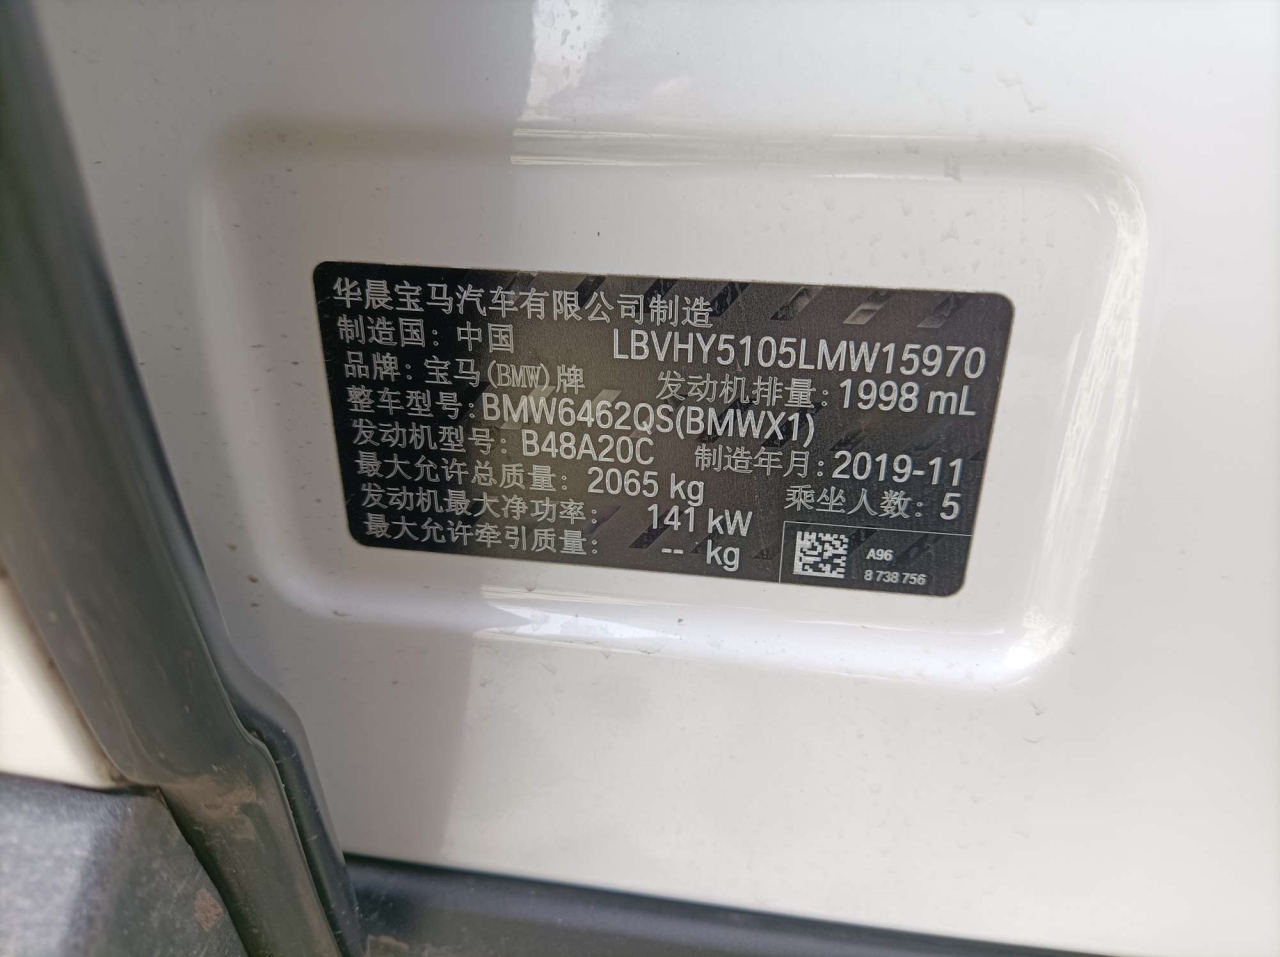 华晨宝马汽车有限公司制造
制造国：中国 LBVHY5105LMW15970
品牌：宝马(BMW)牌 发动机排量：1998 mL
整车型号：BMW6462QS(BMWX1)
发动机型号：B48A20C 制造年月：2019-11
最大允许总质量：2065 kg 乘坐人数：5
发动机最大净功率：141 kW
最大允许牵引质量：-- kg
A96
8 738 756